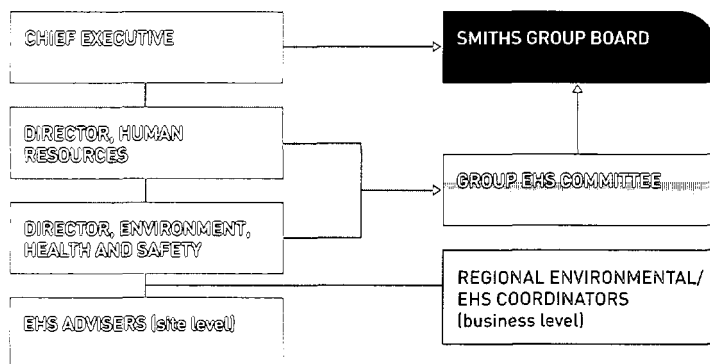 CHIEF EXECUTIVE
SMITHS GROUP BOARD
DIRECTOR, HUMAN
RESOURCES
GROUP EHS COMMITTEE
DIRECTOR, ENVIRONMENT,
HEALTH AND SAFETY
REGIONAL ENVIRONMENTAL/
EHS COORDINATORS
(business level)
EHS ADVISERS (site level)